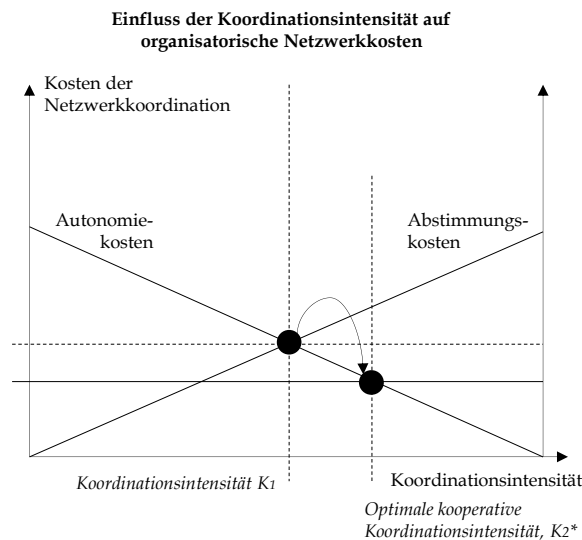 Einfluss der Koordinationsintensität auf
organisatorische Netzwerkkosten
Kosten der
Netzwerkkoordination
Autonomie-
kosten
Abstimmungs-
kosten
Koordinationsintensität K1
Koordinationsintensität
Optimale kooperative
Koordinationsintensität, K2*